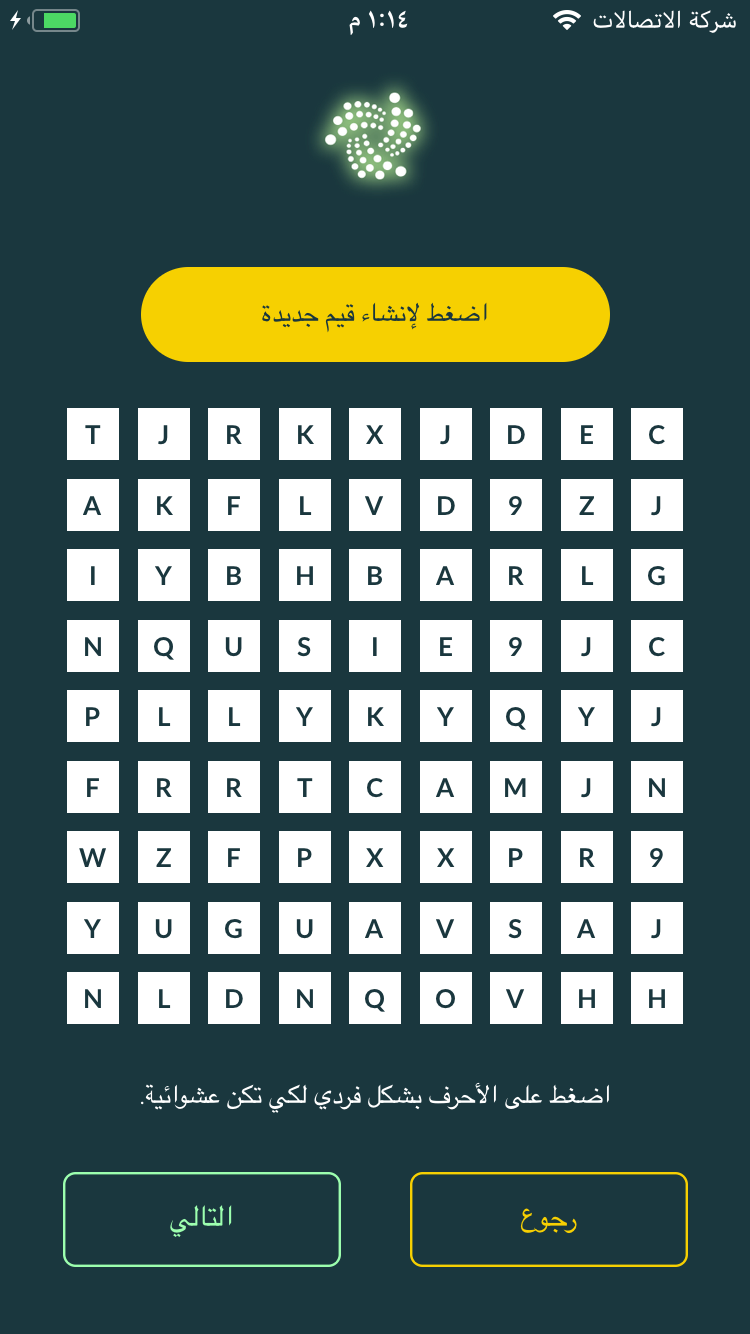 شركة الاتصالات ١:١٤ م
اضغط لإنشاء قيم جديدة
T J R K X J D E C
A K F L V D 9 Z J
I Y B H B A R L G
N Q U S I E 9 J C
P L L Y K Y Q Y J
F R R T C A M J N
W Z F P X X P R 9
Y U G U A V S A J
N L D N Q O V H H
اضغط على الأحرف بشكل فردي لكي تكن عشوائية.
رجوع التالي